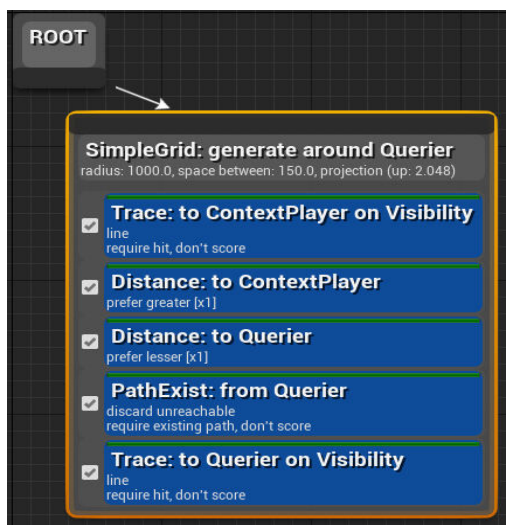 ROOT
SimpleGrid: generate around Querier
radius: 1000.0, space between: 150.0, projection (up: 2.048)
Trace: to ContextPlayer on Visibility
line
require hit, don't score
Distance: to ContextPlayer
prefer greater [x1]
Distance: to Querier
prefer lesser [x1]
PathExist: from Querier
discard unreachable
require existing path, don't score
Trace: to Querier on Visibility
line
require hit, don't score